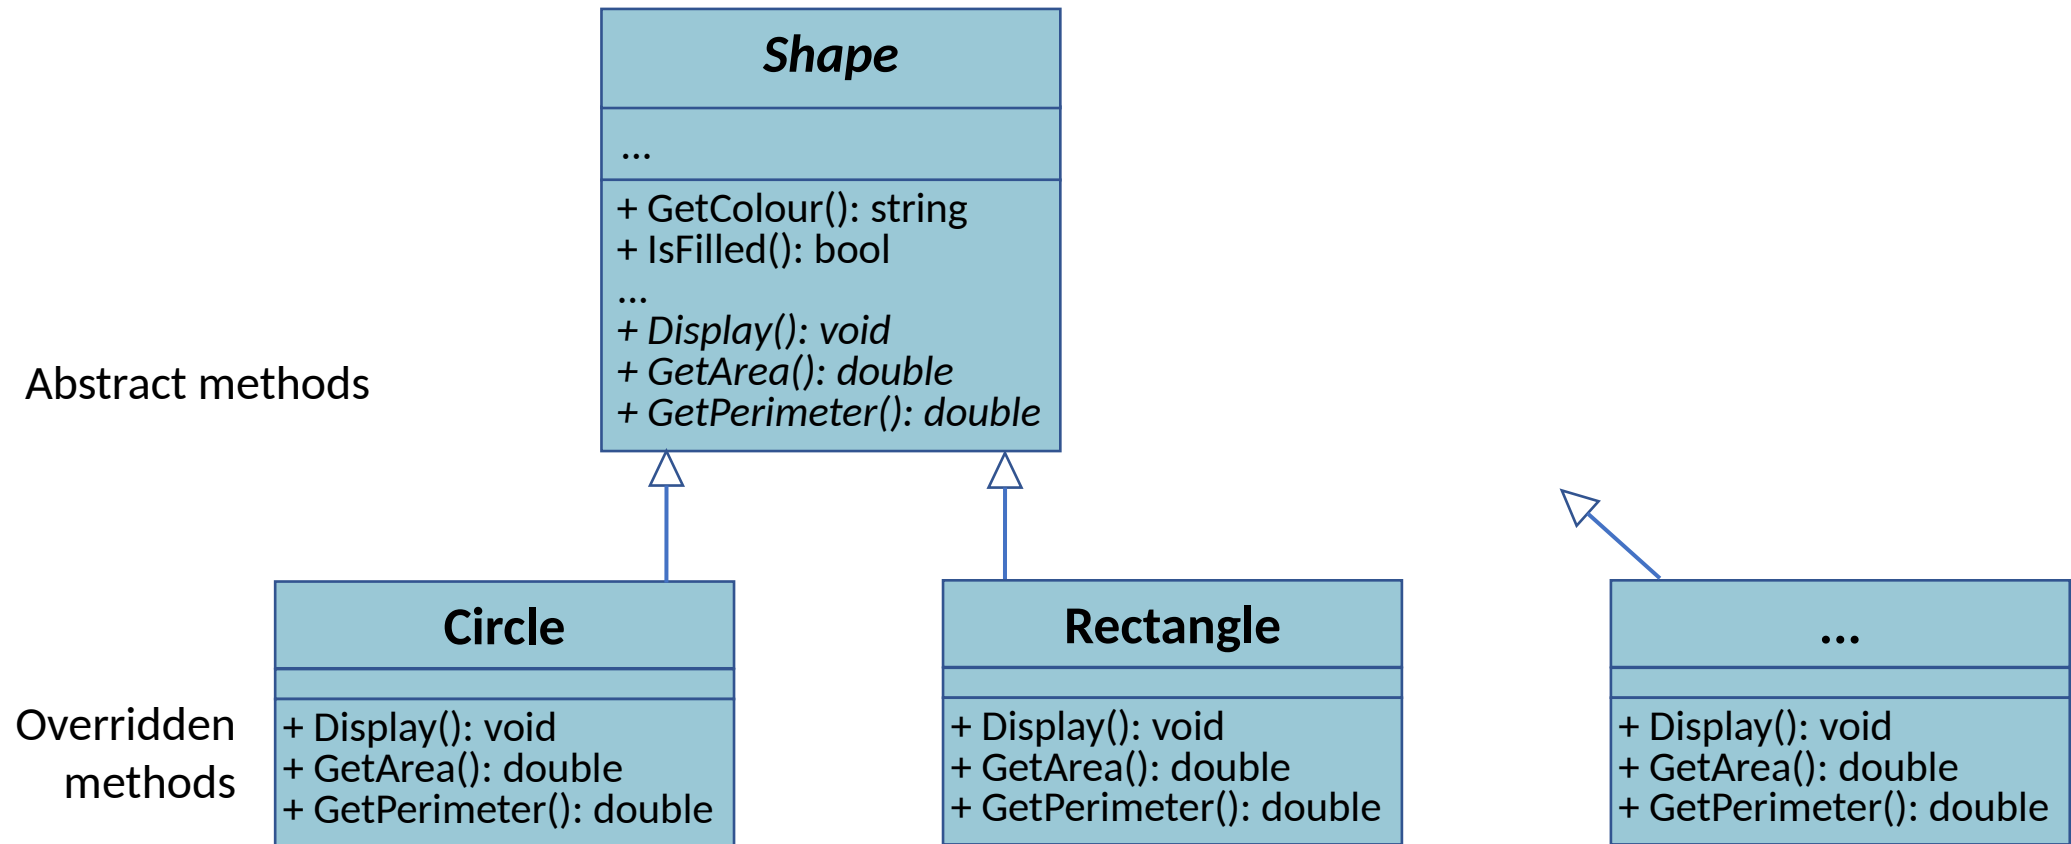 Shape
...
+ GetColour(): string
+ IsFilled(): bool
...
+ Display(): void
+ GetArea(): double
+ GetPerimeter(): double
Abstract methods
Circle
+ Display(): void
+ GetArea(): double
+ GetPerimeter(): double
Rectangle
+ Display(): void
+ GetArea(): double
+ GetPerimeter(): double
...
+ Display(): void
+ GetArea(): double
+ GetPerimeter(): double
Overridden
methods